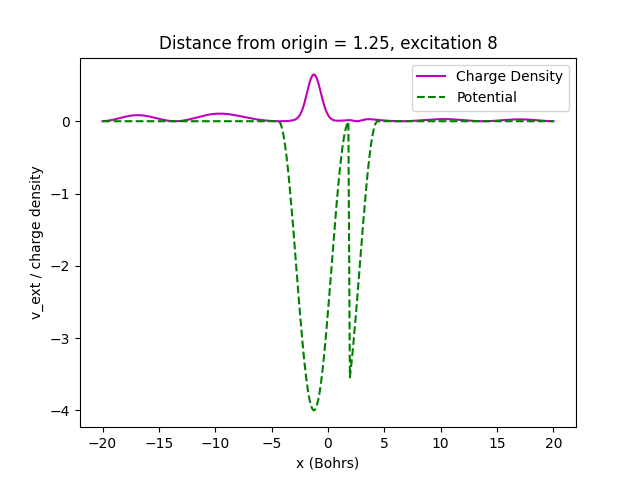 Distance from origin = 1.25, excitation 8
Charge Density
Potential
v_ext / charge density
0
−1
−2
−3
−4
−20
−15
−10
−5
0
5
10
15
20
x (Bohrs)